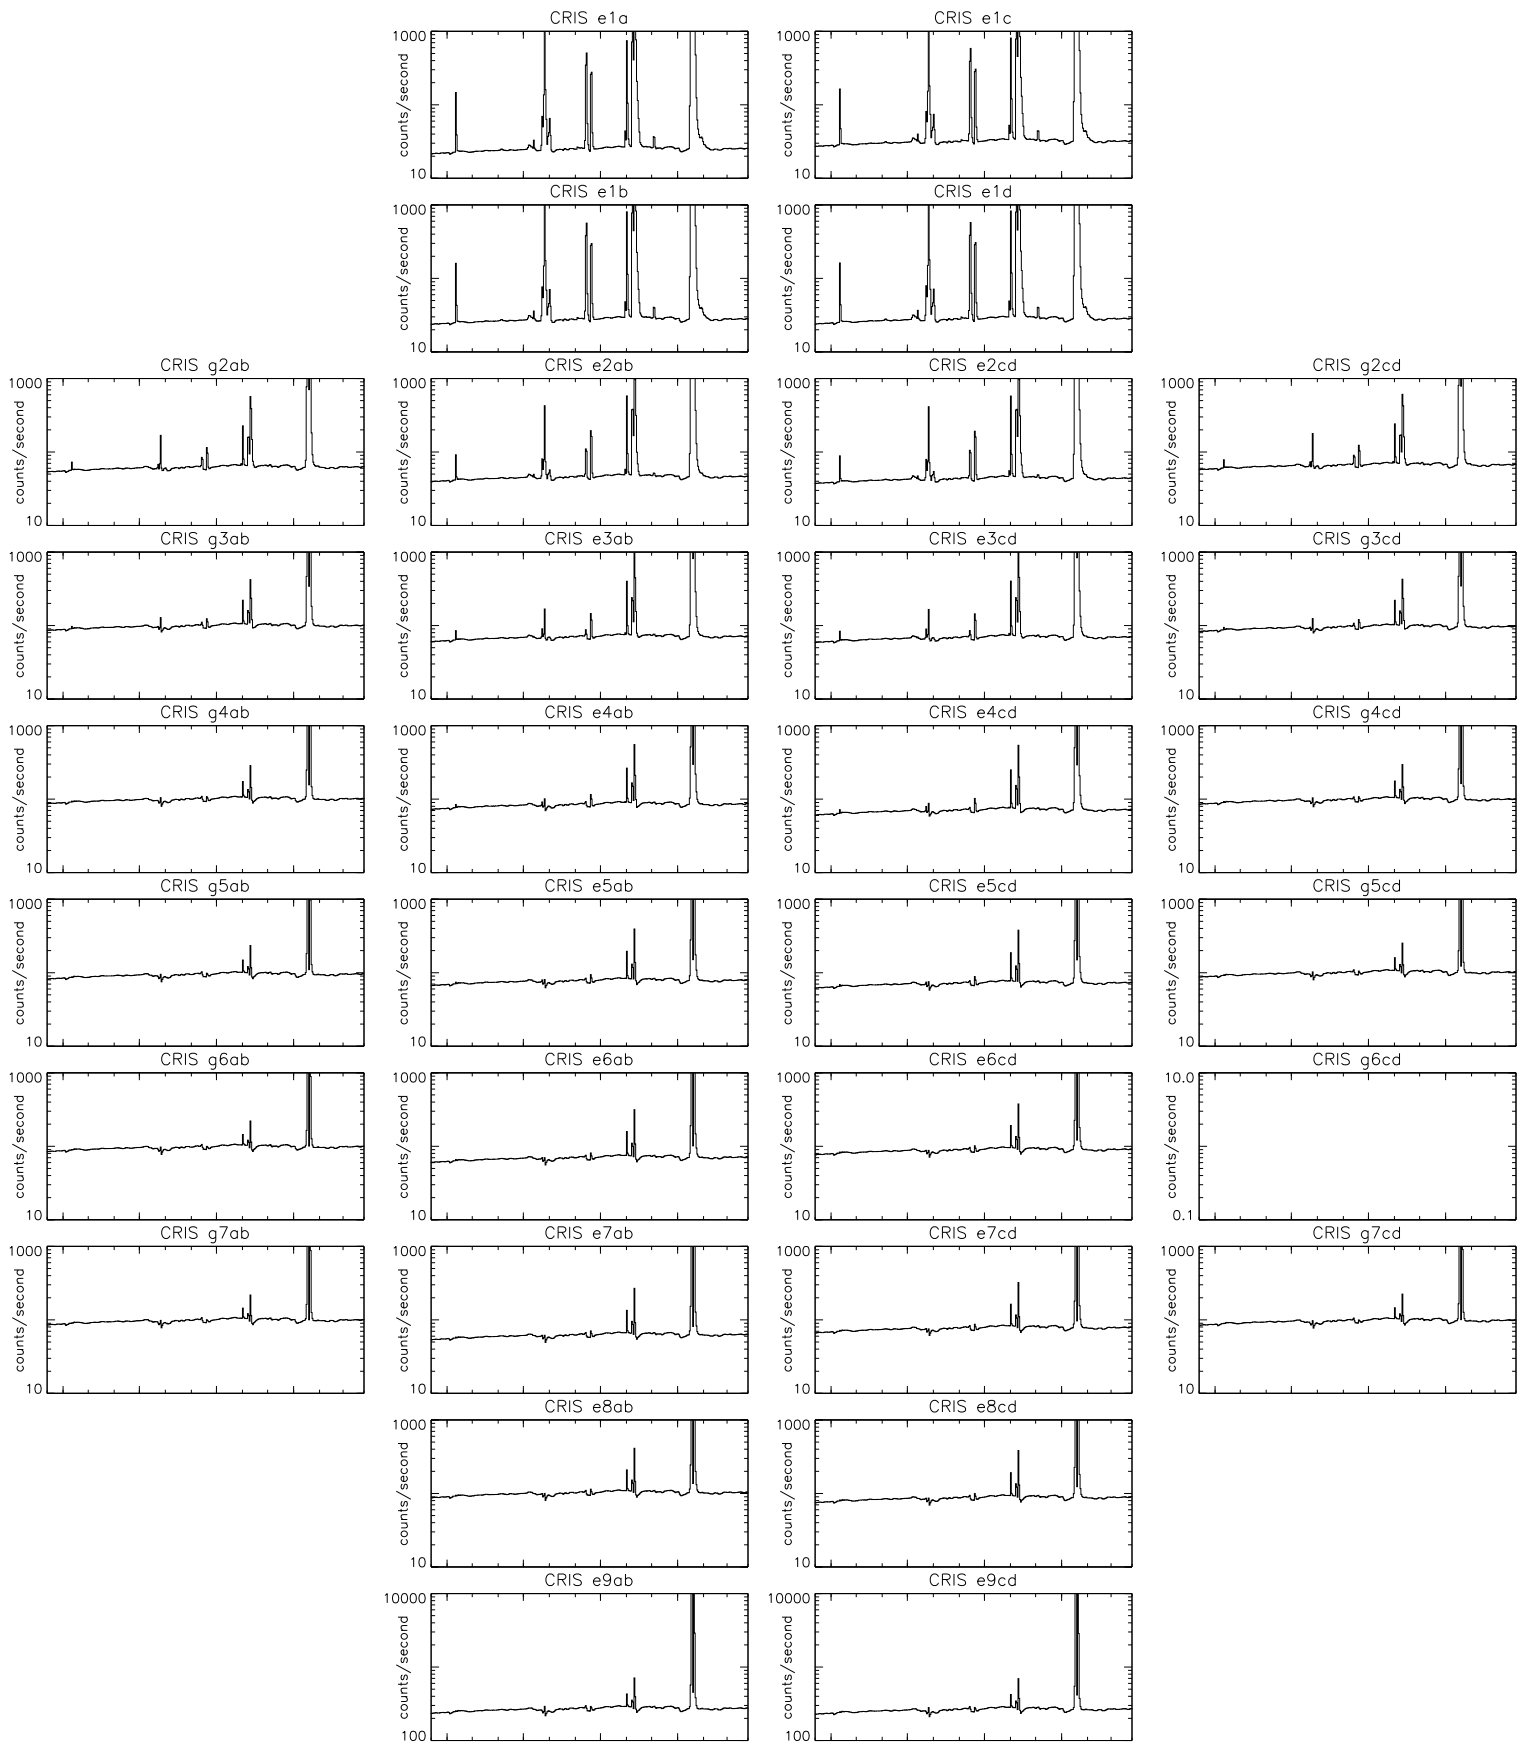 CRIS e1a
CRIS e1c
1000
counts/second
10
1000
counts/second
10
CRIS e1b
CRIS e1d
1000
counts/second
10
1000
counts/second
10
CRIS g2ab
CRIS e2ab
CRIS e2cd
CRIS g2cd
1000
counts/second
10
1000
counts/second
10
1000
counts/second
10
1000
counts/second
10
CRIS g3ab
CRIS e3ab
CRIS e3cd
CRIS g3cd
1000
counts/second
10
1000
counts/second
10
1000
counts/second
10
1000
counts/second
10
CRIS g4ab
CRIS e4ab
CRIS e4cd
CRIS g4cd
1000
counts/second
10
1000
counts/second
10
1000
counts/second
10
1000
counts/second
10
CRIS g5ab
CRIS e5ab
CRIS e5cd
CRIS g5cd
1000
counts/second
10
1000
counts/second
10
1000
counts/second
10
1000
counts/second
10
CRIS g6ab
CRIS e6ab
CRIS e6cd
CRIS g6cd
1000
counts/second
10
1000
counts/second
10
1000
counts/second
10
10.0
counts/second
0.1
CRIS g7ab
CRIS e7ab
CRIS e7cd
CRIS g7cd
1000
counts/second
10
1000
counts/second
10
1000
counts/second
10
1000
counts/second
10
CRIS e8ab
CRIS e8cd
1000
counts/second
10
1000
counts/second
10
CRIS e9ab
CRIS e9cd
10000
counts/second
100
10000
counts/second
100